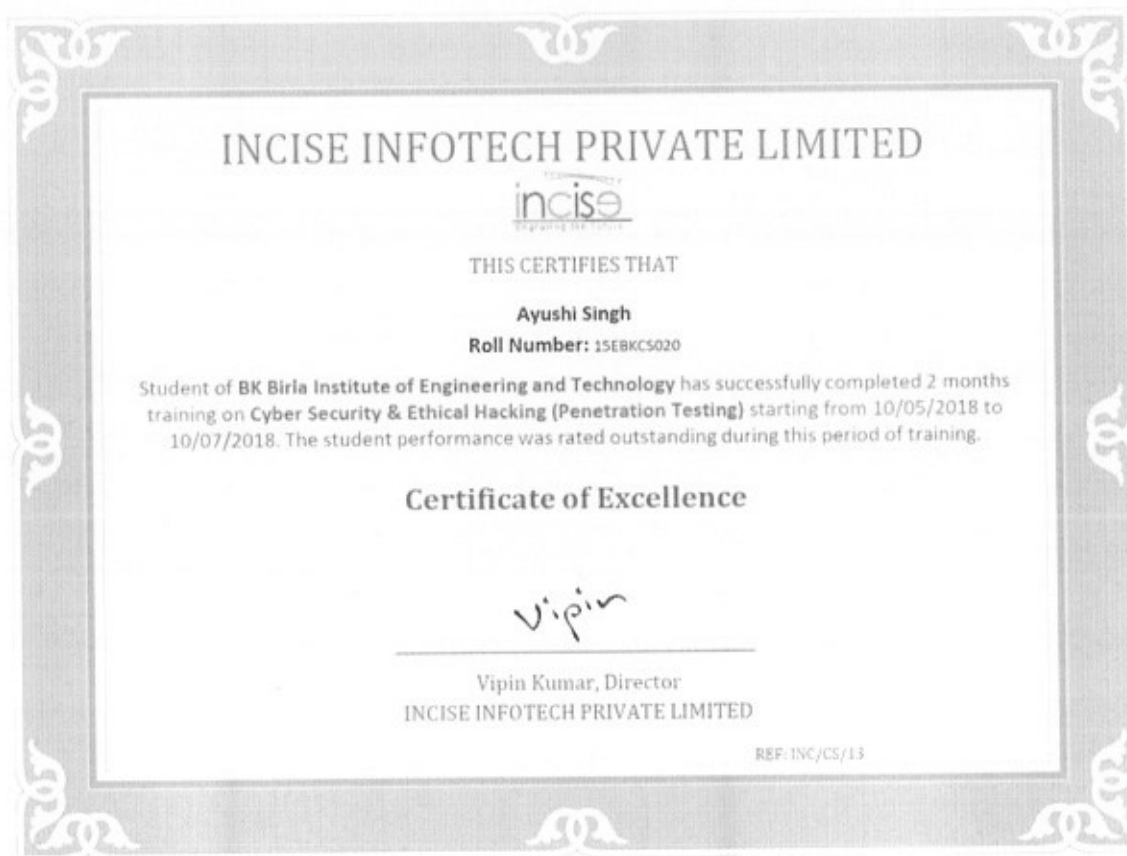 INCISE INFOTECH PRIVATE LIMITED
incise
THIS CERTIFIES THAT
Ayushi Singh
Roll Number: 15EBKCS020
Student of BK Birla Institute of Engineering and Technology has successfully completed 2 months
training on Cyber Security & Ethical Hacking (Penetration Testing) starting from 10/05/2018 to
10/07/2018. The student performance was rated outstanding during this period of training.
Certificate of Excellence
Vipin
Vipin Kumar, Director
INCISE INFOTECH PRIVATE LIMITED
REF: INC/CS/13